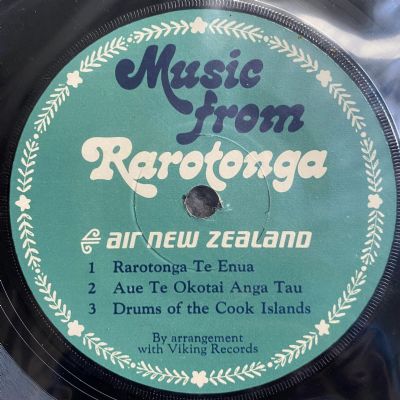 Music
from
Rarotonga
air new zealand
1 Rarotonga Te Enua
2 Aue Te Okotai Anga Tau
3 Drums of the Cook Islands
By arrangement
with Viking Records